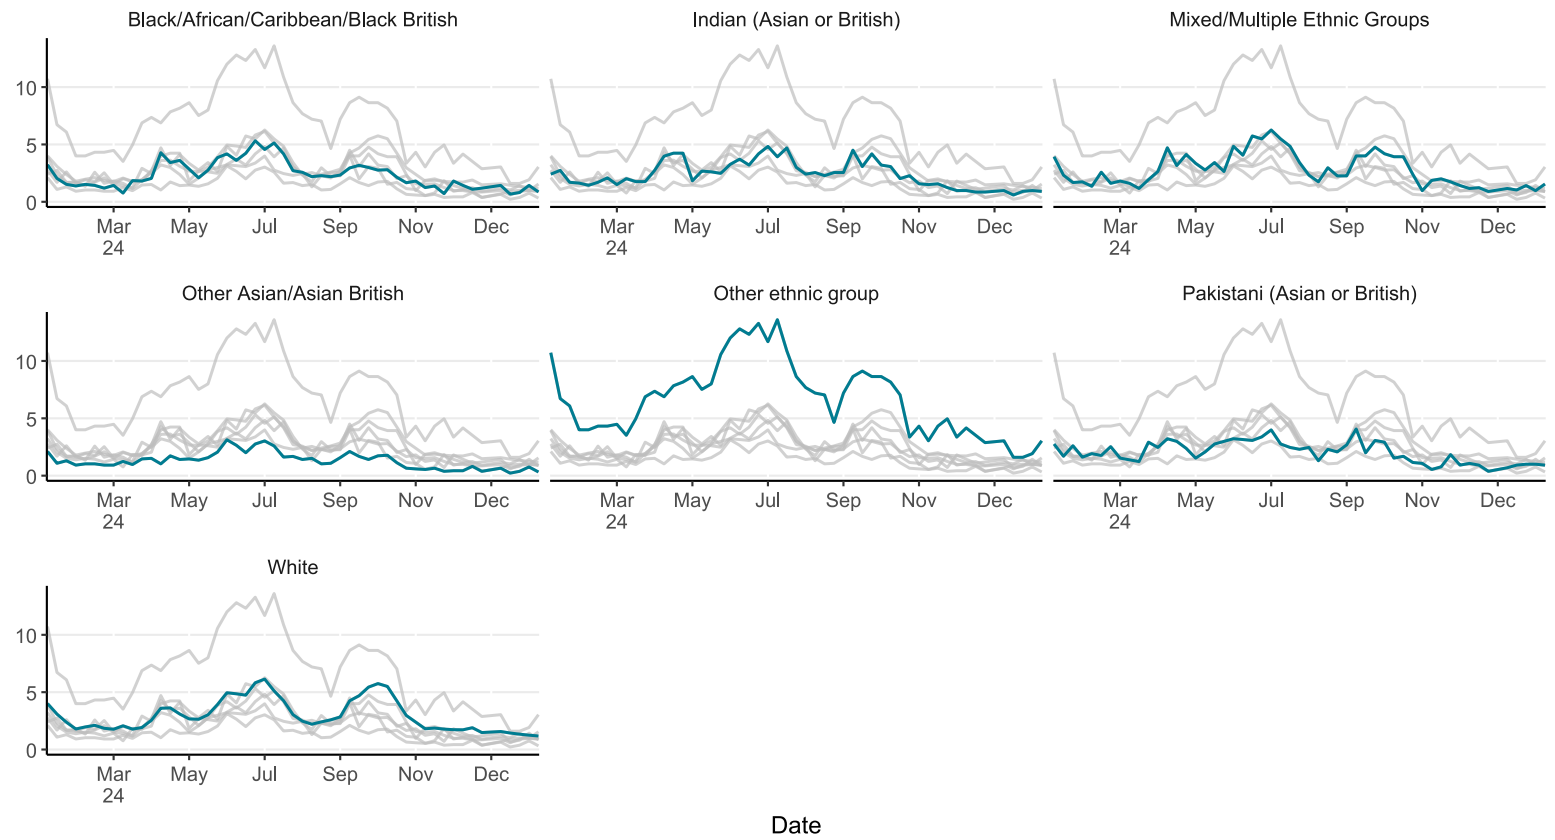 Black/African/Caribbean/Black British Indian (Asian or British) Mixed/Multiple Ethnic Groups
10
5
0
Mar May Jul Sep Nov Dec Mar May Jul Sep Nov Dec Mar May Jul Sep Nov Dec
24 24 24
Other Asian/Asian British Other ethnic group Pakistani (Asian or British)
10
5
0
Mar May Jul Sep Nov Dec Mar May Jul Sep Nov Dec Mar May Jul Sep Nov Dec
24 24 24
White
10
5
0
Mar May Jul Sep Nov Dec
24
Date